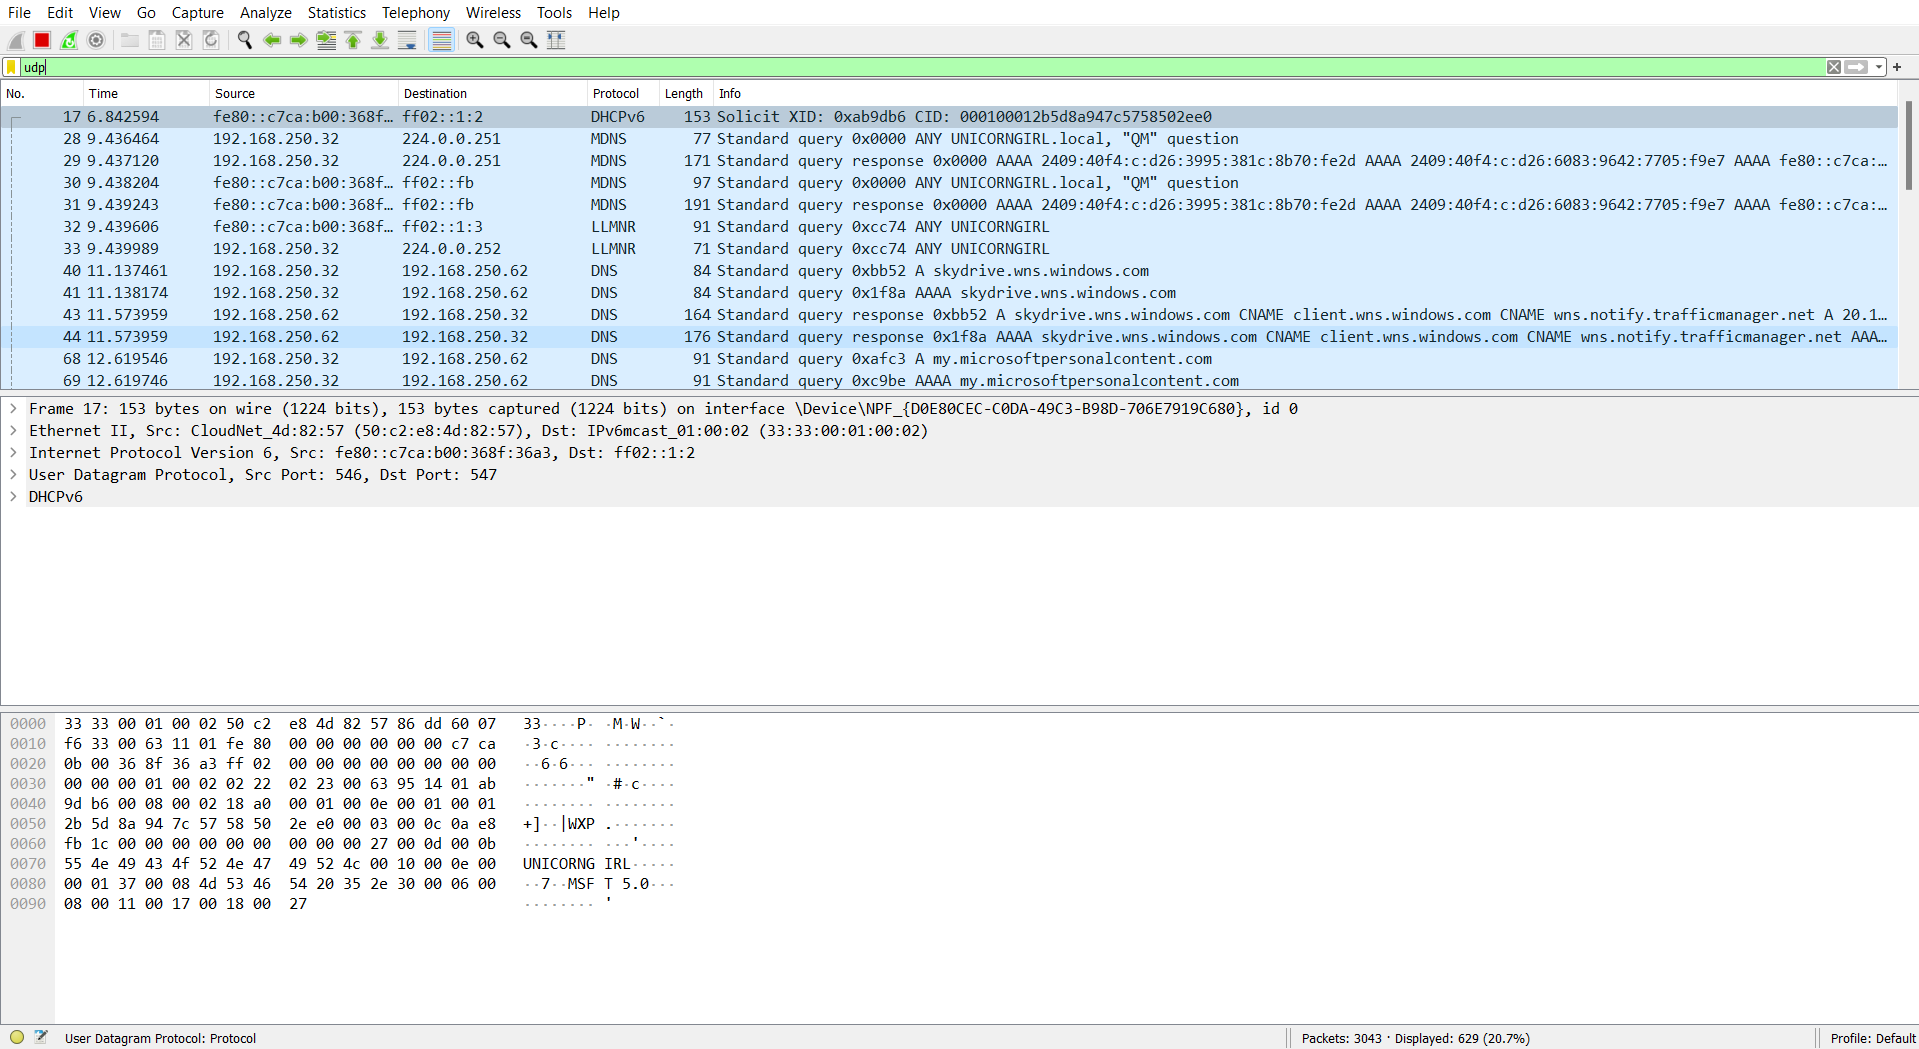 File Edit View Go Capture Analyze Statistics Telephony Wireless Tools Help
udp
No. Time Source Destination Protocol Length Info
17 6.842594 fe80::c7ca:b00:368f… ff02::1:2 DHCPv6 153 Solicit XID: 0xab9db6 CID: 000100012b5d8a947c5758502ee0
28 9.436464 192.168.250.32 224.0.0.251 MDNS 77 Standard query 0x0000 ANY UNICORNGIRL.local, "QM" question
29 9.437120 192.168.250.32 224.0.0.251 MDNS 171 Standard query response 0x0000 AAAA 2409:40f4:c:d26:3995:381c:8b70:fe2d AAAA 2409:40f4:c:d26:6083:9642:7705:f9e7 AAAA fe80::c7ca:…
30 9.438204 fe80::c7ca:b00:368f… ff02::fb MDNS 97 Standard query 0x0000 ANY UNICORNGIRL.local, "QM" question
31 9.439243 fe80::c7ca:b00:368f… ff02::fb MDNS 191 Standard query response 0x0000 AAAA 2409:40f4:c:d26:3995:381c:8b70:fe2d AAAA 2409:40f4:c:d26:6083:9642:7705:f9e7 AAAA fe80::c7ca:…
32 9.439606 fe80::c7ca:b00:368f… ff02::1:3 LLMNR 91 Standard query 0xcc74 ANY UNICORNGIRL
33 9.439989 192.168.250.32 224.0.0.252 LLMNR 71 Standard query 0xcc74 ANY UNICORNGIRL
40 11.137461 192.168.250.32 192.168.250.62 DNS 84 Standard query 0xbb52 A skydrive.wns.windows.com
41 11.138174 192.168.250.32 192.168.250.62 DNS 84 Standard query 0x1f8a AAAA skydrive.wns.windows.com
43 11.573959 192.168.250.62 192.168.250.32 DNS 164 Standard query response 0xbb52 A skydrive.wns.windows.com CNAME client.wns.windows.com CNAME wns.notify.trafficmanager.net A 20.1…
44 11.573959 192.168.250.62 192.168.250.32 DNS 176 Standard query response 0x1f8a AAAA skydrive.wns.windows.com CNAME client.wns.windows.com CNAME wns.notify.trafficmanager.net AAA…
68 12.619546 192.168.250.32 192.168.250.62 DNS 91 Standard query 0xafc3 A my.microsoftpersonalcontent.com
69 12.619746 192.168.250.32 192.168.250.62 DNS 91 Standard query 0xc9be AAAA my.microsoftpersonalcontent.com
Frame 17: 153 bytes on wire (1224 bits), 153 bytes captured (1224 bits) on interface \Device\NPF_{D0E80CEC-C0DA-49C3-B98D-706E7919C680}, id 0
Ethernet II, Src: CloudNet_4d:82:57 (50:c2:e8:4d:82:57), Dst: IPv6mcast_01:00:02 (33:33:00:01:00:02)
Internet Protocol Version 6, Src: fe80::c7ca:b00:368f:36a3, Dst: ff02::1:2
User Datagram Protocol, Src Port: 546, Dst Port: 547
DHCPv6
0000 33 33 00 01 00 02 50 c2 e8 4d 82 57 86 dd 60 07 33····P· ·M·W··`·
0010 f6 33 00 63 11 01 fe 80 00 00 00 00 00 00 c7 ca ·3·c···· ········
0020 0b 00 36 8f 36 a3 ff 02 00 00 00 00 00 00 00 00 ··6·6··· ········
0030 00 00 00 01 00 02 02 22 02 23 00 63 95 14 01 ab ·······" ·#·c····
0040 9d b6 00 08 00 02 18 a0 00 01 00 0e 00 01 00 01 ········ ········
0050 2b 5d 8a 94 7c 57 58 50 2e e0 00 03 00 0c 0a e8 +]··|WXP .·······
0060 fb 1c 00 00 00 00 00 00 00 00 00 27 00 0d 00 0b ········ ···'····
0070 55 4e 49 43 4f 52 4e 47 49 52 4c 00 10 00 0e 00 UNICORNG IRL·····
0080 00 01 37 00 08 4d 53 46 54 20 35 2e 30 00 06 00 ··7··MSF T 5.0···
0090 08 00 11 00 17 00 18 00 27 ········ '
User Datagram Protocol: Protocol Packets: 3043 · Displayed: 629 (20.7%) Profile: Default